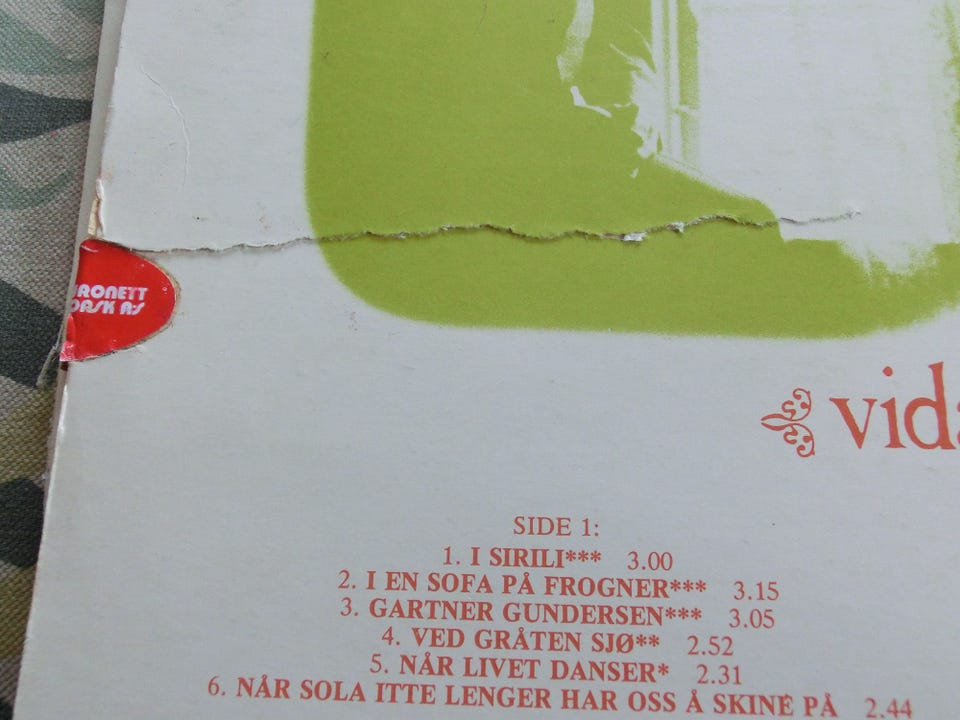 SIDE 1:
1. I SIRILI*** 3.00
2. I EN SOFA PÅ FROGNER*** 3.15
3. GARTNER GUNDERSEN*** 3.05
4. VED GRÅTEN SJØ** 2.52
5. NÅR LIVET DANSER* 2.31
6. NÅR SOLA ITTE LENGER HAR OSS Å SKINE PÅ 2.44